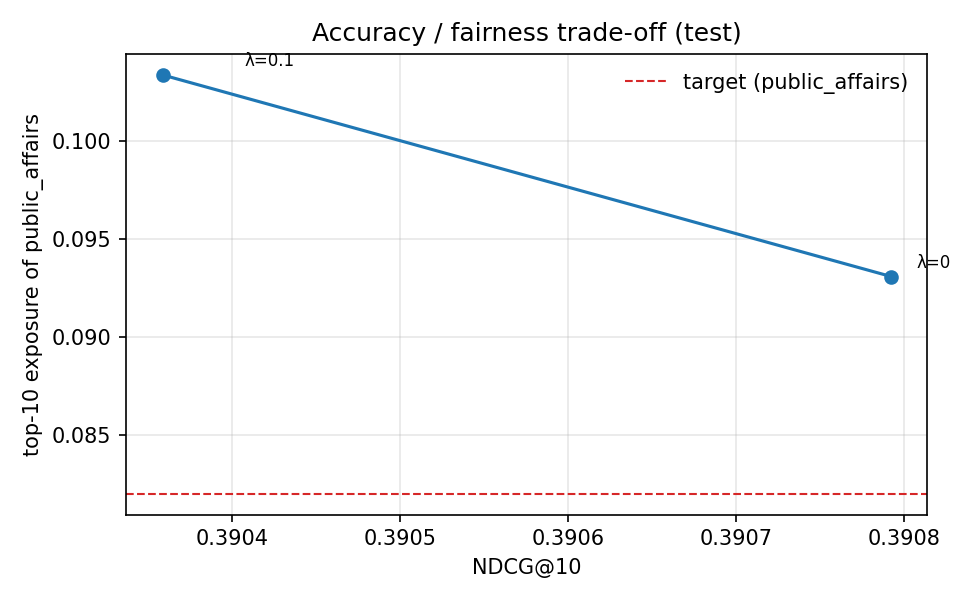 Accuracy / fairness trade-off (test)
λ=0.1
target (public_affairs)
0.100
0.095
λ=0
0.090
0.085
top-10 exposure of public_affairs
0.3904 0.3905 0.3906 0.3907 0.3908
NDCG@10